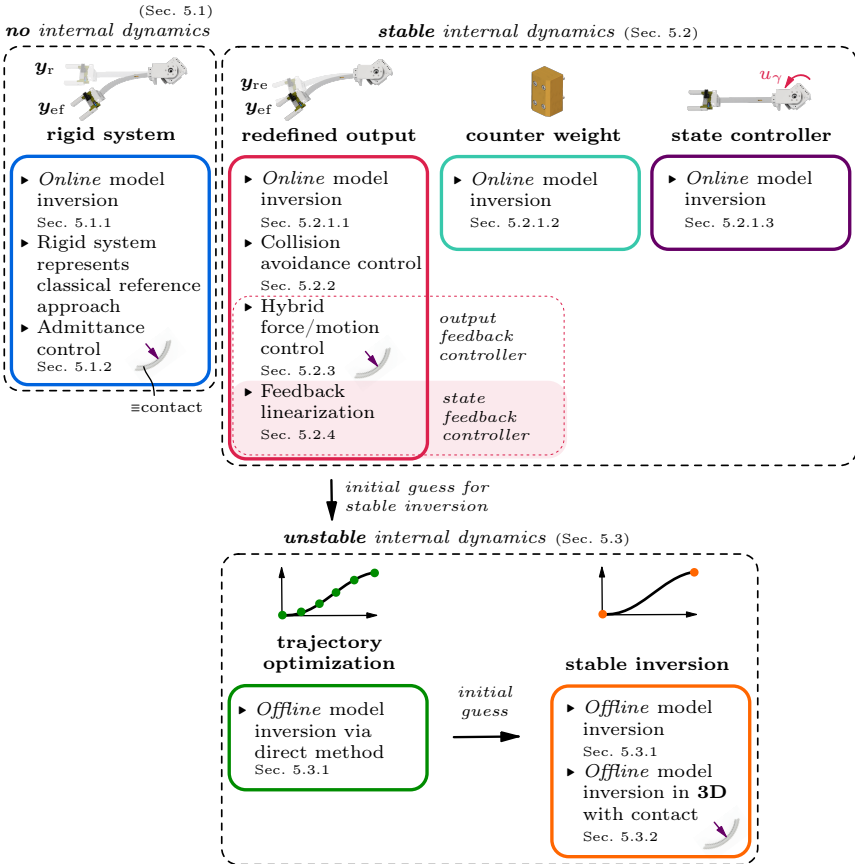 (Sec. 5.1)
no internal dynamics
y_r
y_ef
rigid system
▸ Online model
inversion
Sec. 5.1.1
▸ Rigid system
represents
classical reference
approach
▸ Admittance
control
Sec. 5.1.2
≡contact
stable internal dynamics (Sec. 5.2)
y_re
y_ef
redefined output
▸ Online model
inversion
Sec. 5.2.1.1
▸ Collision
avoidance control
Sec. 5.2.2
▸ Hybrid
force/motion
control
Sec. 5.2.3
▸ Feedback
linearization
Sec. 5.2.4
output
feedback
controller
state
feedback
controller
counter weight
▸ Online model
inversion
Sec. 5.2.1.2
u_γ
state controller
▸ Online model
inversion
Sec. 5.2.1.3
initial guess for
stable inversion
unstable internal dynamics (Sec. 5.3)
trajectory
optimization
▸ Offline model
inversion via
direct method
Sec. 5.3.1
initial
guess
stable inversion
▸ Offline model
inversion
Sec. 5.3.1
▸ Offline model
inversion in 3D
with contact
Sec. 5.3.2